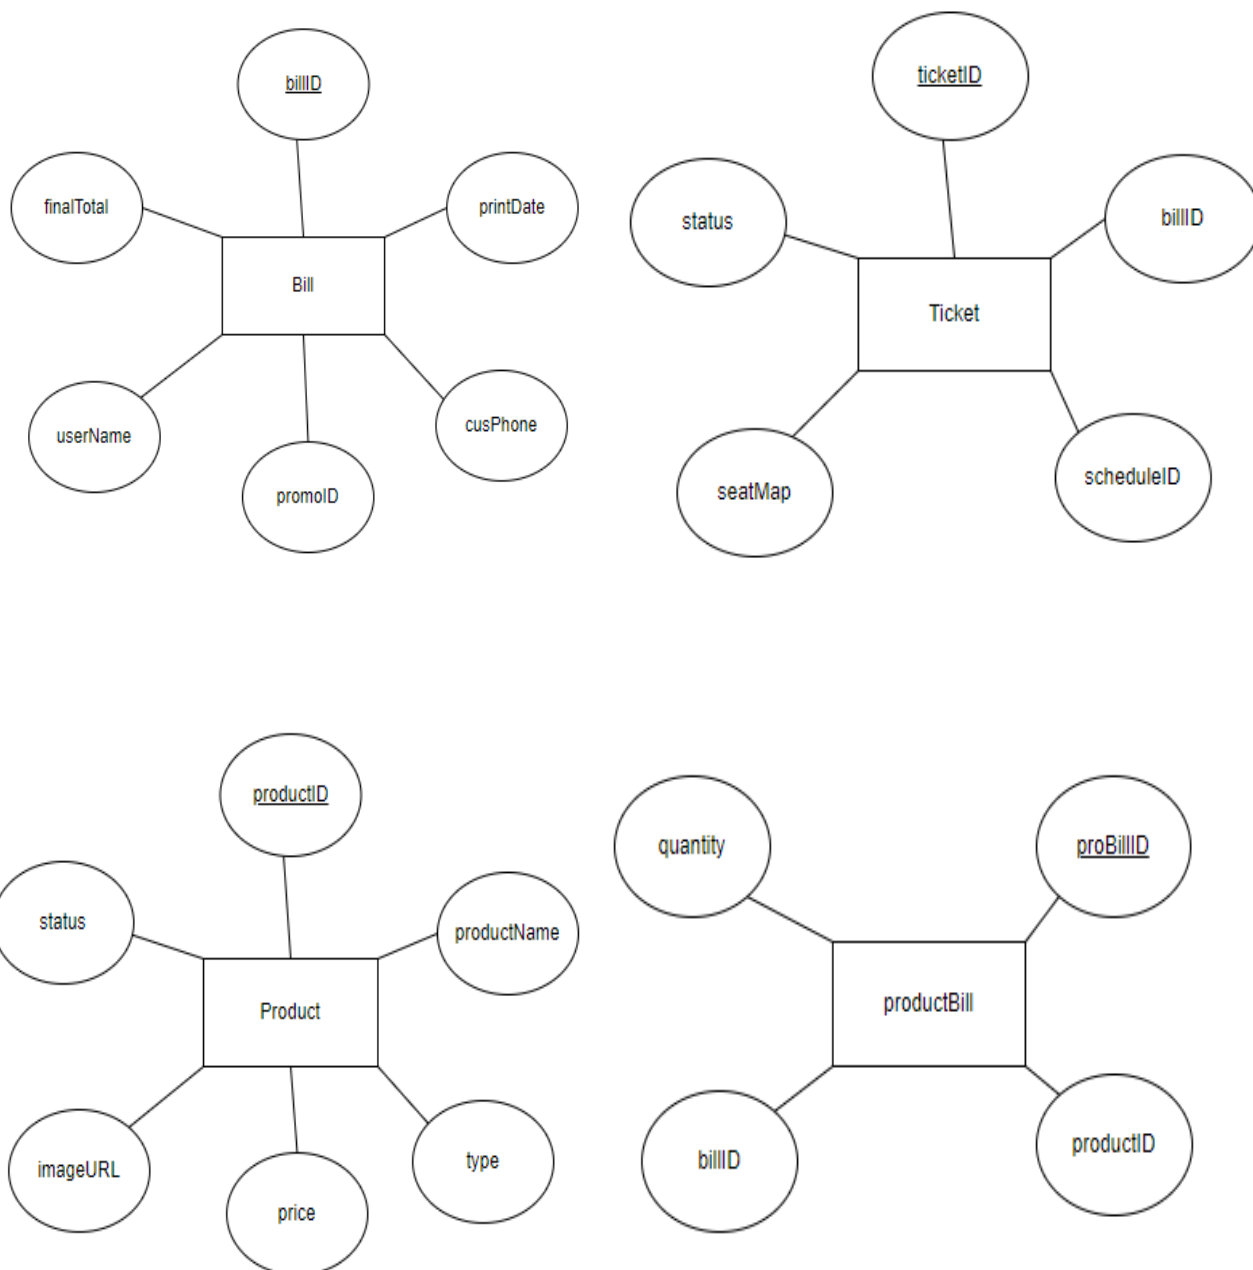 billID
finalTotal
printDate
Bill
userName
cusPhone
promoID
ticketID
status
billID
Ticket
seatMap
scheduleID
productID
status
productName
Product
imageURL
type
price
quantity
proBillID
productBill
billID
productID